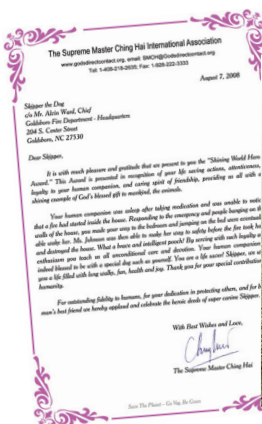 The Supreme Master Ching Hai International Association
www.godsdirectcontact.org, email: SMCH@Godsdirectcontact.org
Tel: 1-408-218-2635; Fax: 1-928-222-3333
August 7, 2008
Skipper the Dog
c/o Mr. Alvin Ward, Chief
Goldsboro Fire Department - Headquarters
204 S. Center Street
Goldsboro, NC 27530
Dear Skipper,
It is with much pleasure and gratitude that we present to you the "Shining World Hero
Award." This Award is presented in recognition of your life saving actions, attentiveness,
loyalty to your human companion, and caring spirit of friendship, providing us all with a
shining example of God's blessed gift to mankind, the animals.
Your human companion was asleep after taking medication and was unable to notice
that a fire had started inside the house. Responding to the emergency and people banging on the
walls of the house, you made your way to the bedroom and jumping on the bed were eventually
able wake her. Ms. Johnson was then able to make her way to safety before the fire took hold
and destroyed the house. What a brave and intelligent pooch! By serving with such loyalty and
enthusiasm you teach us all unconditional care and devotion. Your human companion
indeed blessed to be with a special dog such as yourself. You are a life saver! Skipper, we wish
you a life filled with long walks, fun, health and joy. Thank you for your special contribution
humanity.
For outstanding fidelity to humans, for your dedication in protecting others, and for b
man's best friend we hereby applaud and celebrate the heroic deeds of super canine Skipper.
With Best Wishes and Love,
The Supreme Master Ching Hai
Save The Planet - Go Veg, Be Green